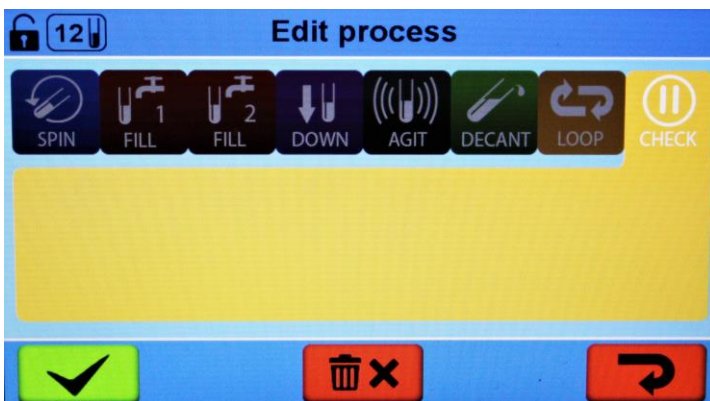 12 Edit process
SPIN
1 FILL
2 FILL
DOWN
AGIT
DECANT
LOOP
CHECK